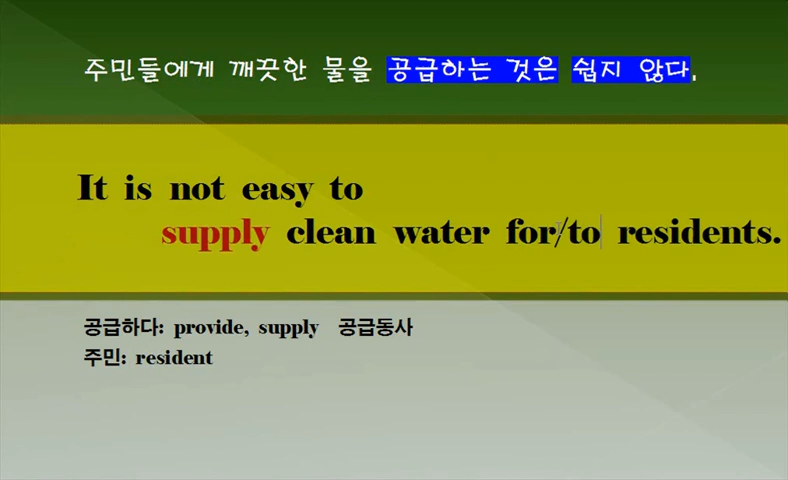 주민들에게 깨끗한 물을 공급하는 것은 쉽지 않다.
It is not easy to
supply clean water for/to residents.
공급하다: provide, supply 공급동사
주민: resident